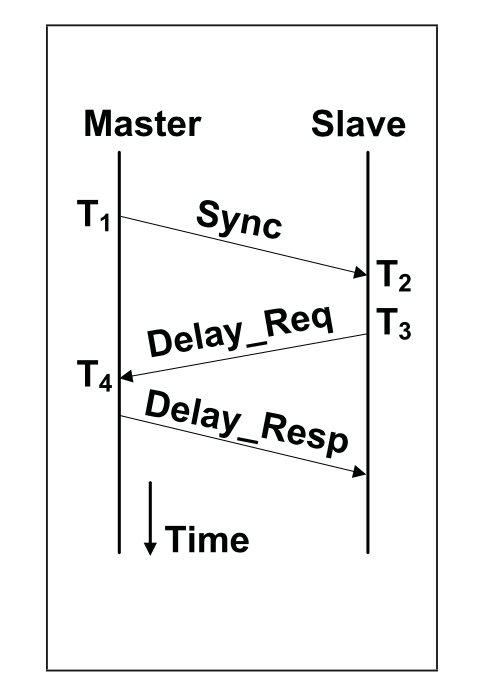 Master Slave
T1 Sync
T2
Delay_Req T3
T4
Delay_Resp
Time